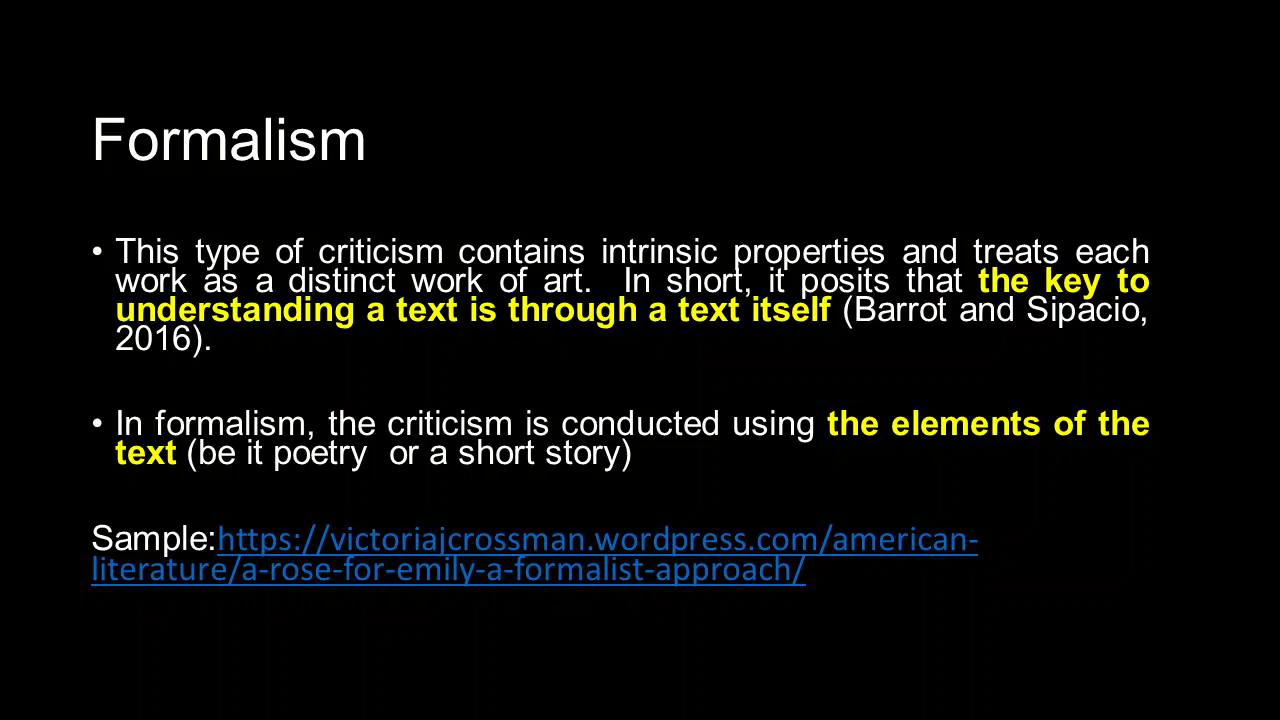 Formalism
• This type of criticism contains intrinsic properties and treats each
work as a distinct work of art.  In short, it posits that the key to
understanding a text is through a text itself (Barrot and Sipacio,
2016).
• In formalism, the criticism is conducted using the elements of the
text (be it poetry  or a short story)
Sample:https://victoriajcrossman.wordpress.com/american-
literature/a-rose-for-emily-a-formalist-approach/